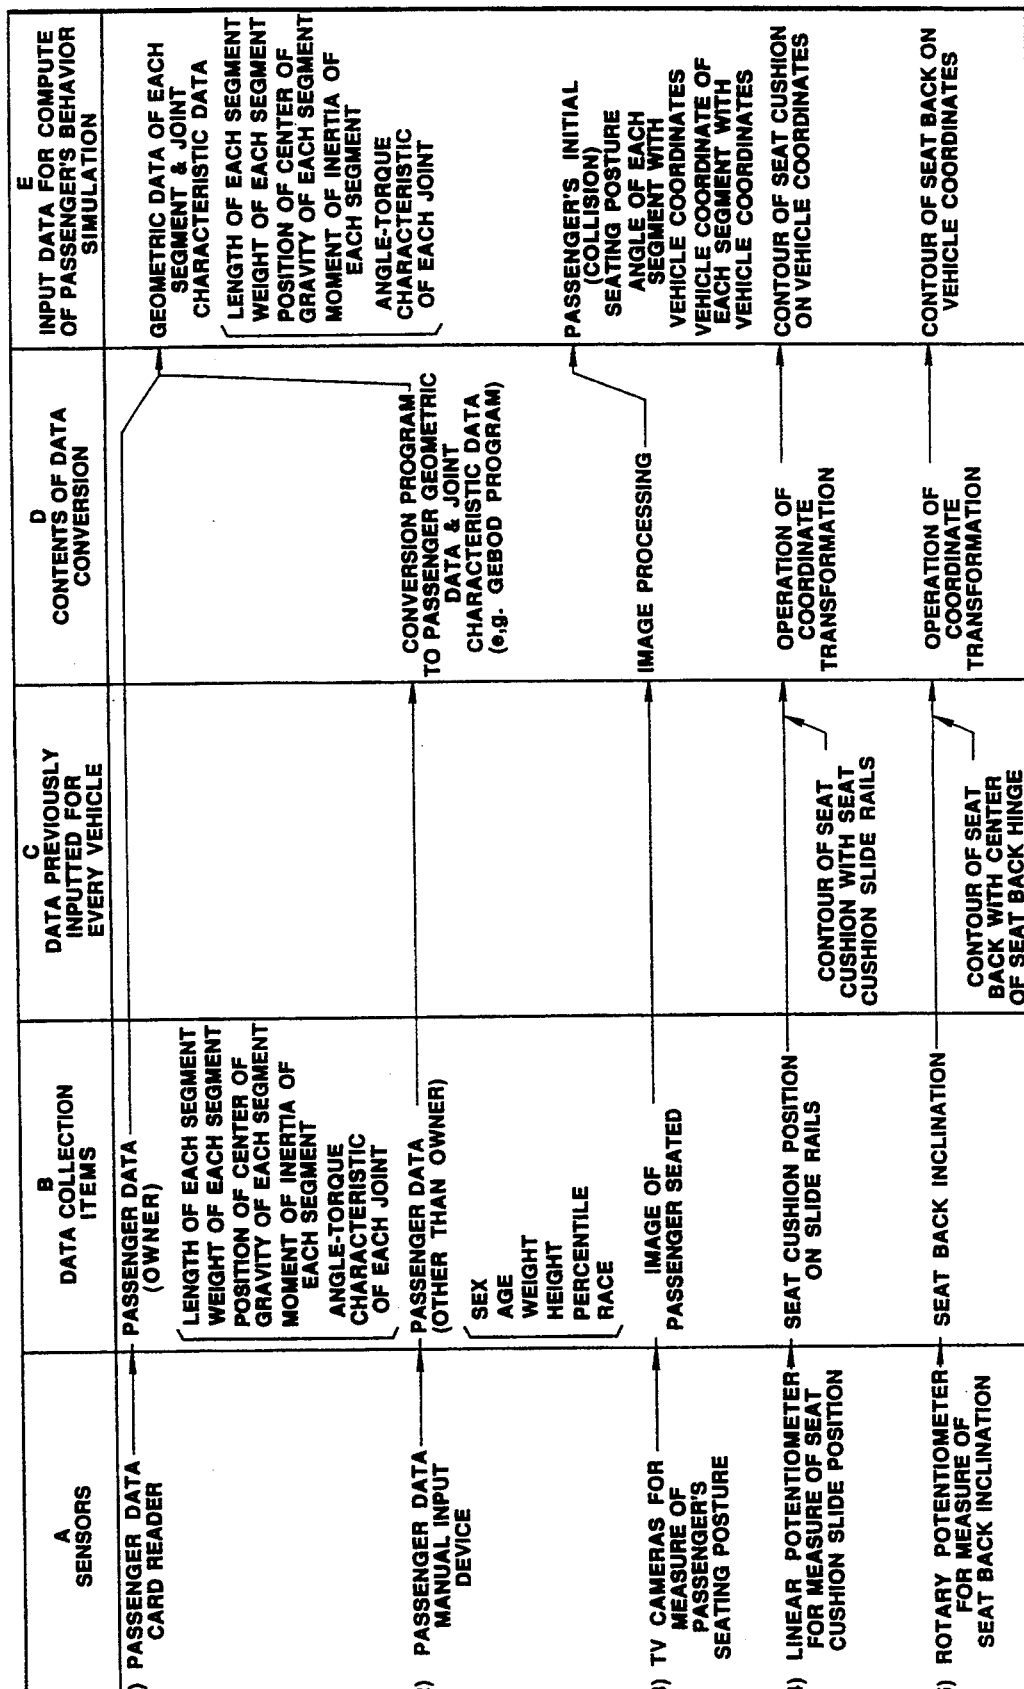 A
SENSORS
B
DATA COLLECTION
ITEMS
C
DATA PREVIOUSLY
INPUTTED FOR
EVERY VEHICLE
D
CONTENTS OF DATA
CONVERSION
E
INPUT DATA FOR COMPUTE
OF PASSENGER'S BEHAVIOR
SIMULATION
) PASSENGER DATA
CARD READER
PASSENGER DATA
(OWNER)
LENGTH OF EACH SEGMENT
WEIGHT OF EACH SEGMENT
POSITION OF CENTER OF
GRAVITY OF EACH SEGMENT
MOMENT OF INERTIA OF
EACH SEGMENT
ANGLE-TORQUE
CHARACTERISTIC
OF EACH JOINT
GEOMETRIC DATA OF EACH
SEGMENT & JOINT
CHARACTERISTIC DATA
LENGTH OF EACH SEGMENT
WEIGHT OF EACH SEGMENT
POSITION OF CENTER OF
GRAVITY OF EACH SEGMENT
MOMENT OF INERTIA OF
EACH SEGMENT
ANGLE-TORQUE
CHARACTERISTIC
OF EACH JOINT
2) PASSENGER DATA
MANUAL INPUT
DEVICE
PASSENGER DATA
(OTHER THAN OWNER)
SEX
AGE
WEIGHT
HEIGHT
PERCENTILE
RACE
CONVERSION PROGRAM
TO PASSENGER GEOMETRIC
DATA & JOINT
CHARACTERISTIC DATA
(e,g. GEBOD PROGRAM)
3) TV CAMERAS FOR
MEASURE OF
PASSENGER'S
SEATING POSTURE
IMAGE OF
PASSENGER SEATED
IMAGE PROCESSING
PASSENGER'S INITIAL
(COLLISION)
SEATING POSTURE
ANGLE OF EACH
SEGMENT WITH
VEHICLE COORDINATES
VEHICLE COORDINATE OF
EACH SEGMENT WITH
VEHICLE COORDINATES
4) LINEAR POTENTIOMETER
FOR MEASURE OF SEAT
CUSHION SLIDE POSITION
SEAT CUSHION POSITION
ON SLIDE RAILS
CONTOUR OF SEAT
CUSHION WITH SEAT
CUSHION SLIDE RAILS
OPERATION OF
COORDINATE
TRANSFORMATION
CONTOUR OF SEAT CUSHION
ON VEHICLE COORDINATES
5) ROTARY POTENTIOMETER
FOR MEASURE OF
SEAT BACK INCLINATION
SEAT BACK INCLINATION
CONTOUR OF SEAT
BACK WITH CENTER
OF SEAT BACK HINGE
OPERATION OF
COORDINATE
TRANSFORMATION
CONTOUR OF SEAT BACK ON
VEHICLE COORDINATES